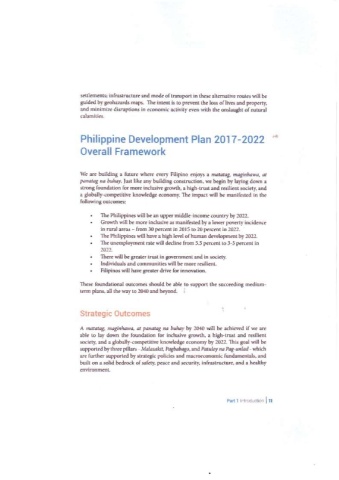 settlements; infrastructure and mode of transport in these alternative routes will be
guided by geohazards maps. The intent is to prevent the loss of lives and property,
and minimize disruptions in economic activity even with the onslaught of natural
calamities.
Philippine Development Plan 2017-2022
Overall Framework
We are building a future where every Filipino enjoys a matatag, maginhawa, at
panatag na buhay. Just like any building construction, we begin by laying down a
strong foundation for more inclusive growth, a high-trust and resilient society, and
a globally-competitive knowledge economy. The impact will be manifested in the
following outcomes:
• The Philippines will be an upper middle-income country by 2022.
• Growth will be more inclusive as manifested by a lower poverty incidence
in rural areas – from 30 percent in 2015 to 20 percent in 2022.
• The Philippines will have a high level of human development by 2022.
• The unemployment rate will decline from 5.5 percent to 3-5 percent in
2022.
• There will be greater trust in government and in society.
• Individuals and communities will be more resilient.
• Filipinos will have greater drive for innovation.
These foundational outcomes should be able to support the succeeding medium-
term plans, all the way to 2040 and beyond.
Strategic Outcomes
A matatag, maginhawa, at panatag na buhay by 2040 will be achieved if we are
able to lay down the foundation for inclusive growth, a high-trust and resilient
society, and a globally-competitive knowledge economy by 2022. This goal will be
supported by three pillars – Malasakit, Pagbabago, and Patuloy na Pag-unlad - which
are further supported by strategic policies and macroeconomic fundamentals, and
built on a solid bedrock of safety, peace and security, infrastructure, and a healthy
environment.
Part 1 Introduction |